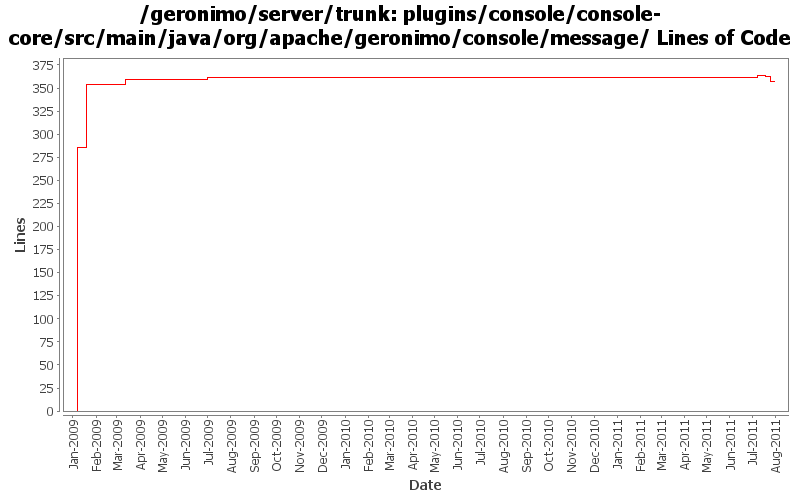 /geronimo/server/trunk: plugins/console/console-
core/src/main/java/org/apache/geronimo/console/message/ Lines of Code
375
350
325
300
275
250
225
200
175
150
125
100
75
50
25
0
Lines
Jan-2009
Feb-2009
Mar-2009
Apr-2009
May-2009
Jun-2009
Jul-2009
Aug-2009
Sep-2009
Oct-2009
Nov-2009
Dec-2009
Jan-2010
Feb-2010
Mar-2010
Apr-2010
May-2010
Jun-2010
Jul-2010
Aug-2010
Sep-2010
Oct-2010
Nov-2010
Dec-2010
Jan-2011
Feb-2011
Mar-2011
Apr-2011
May-2011
Jun-2011
Jul-2011
Aug-2011
Date